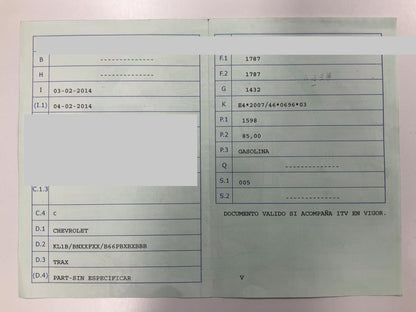 B --------------
H --------------
I 03-02-2014
(I.1) 04-02-2014
C.1.3
C.4 c
D.1 CHEVROLET
D.2 KL1B/BNXXFXX/B66PBXBXBBB
D.3 TRAX
(D.4) PART-SIN ESPECIFICAR
F.1 1787
F.2 1787
G 1432
K E4*2007/46*0696*03
P.1 1598
P.2 85,00
P.3 GASOLINA
Q --------------
S.1 005
S.2 --------------
DOCUMENTO VALIDO SI ACOMPAÑA ITV EN VIGOR.
V